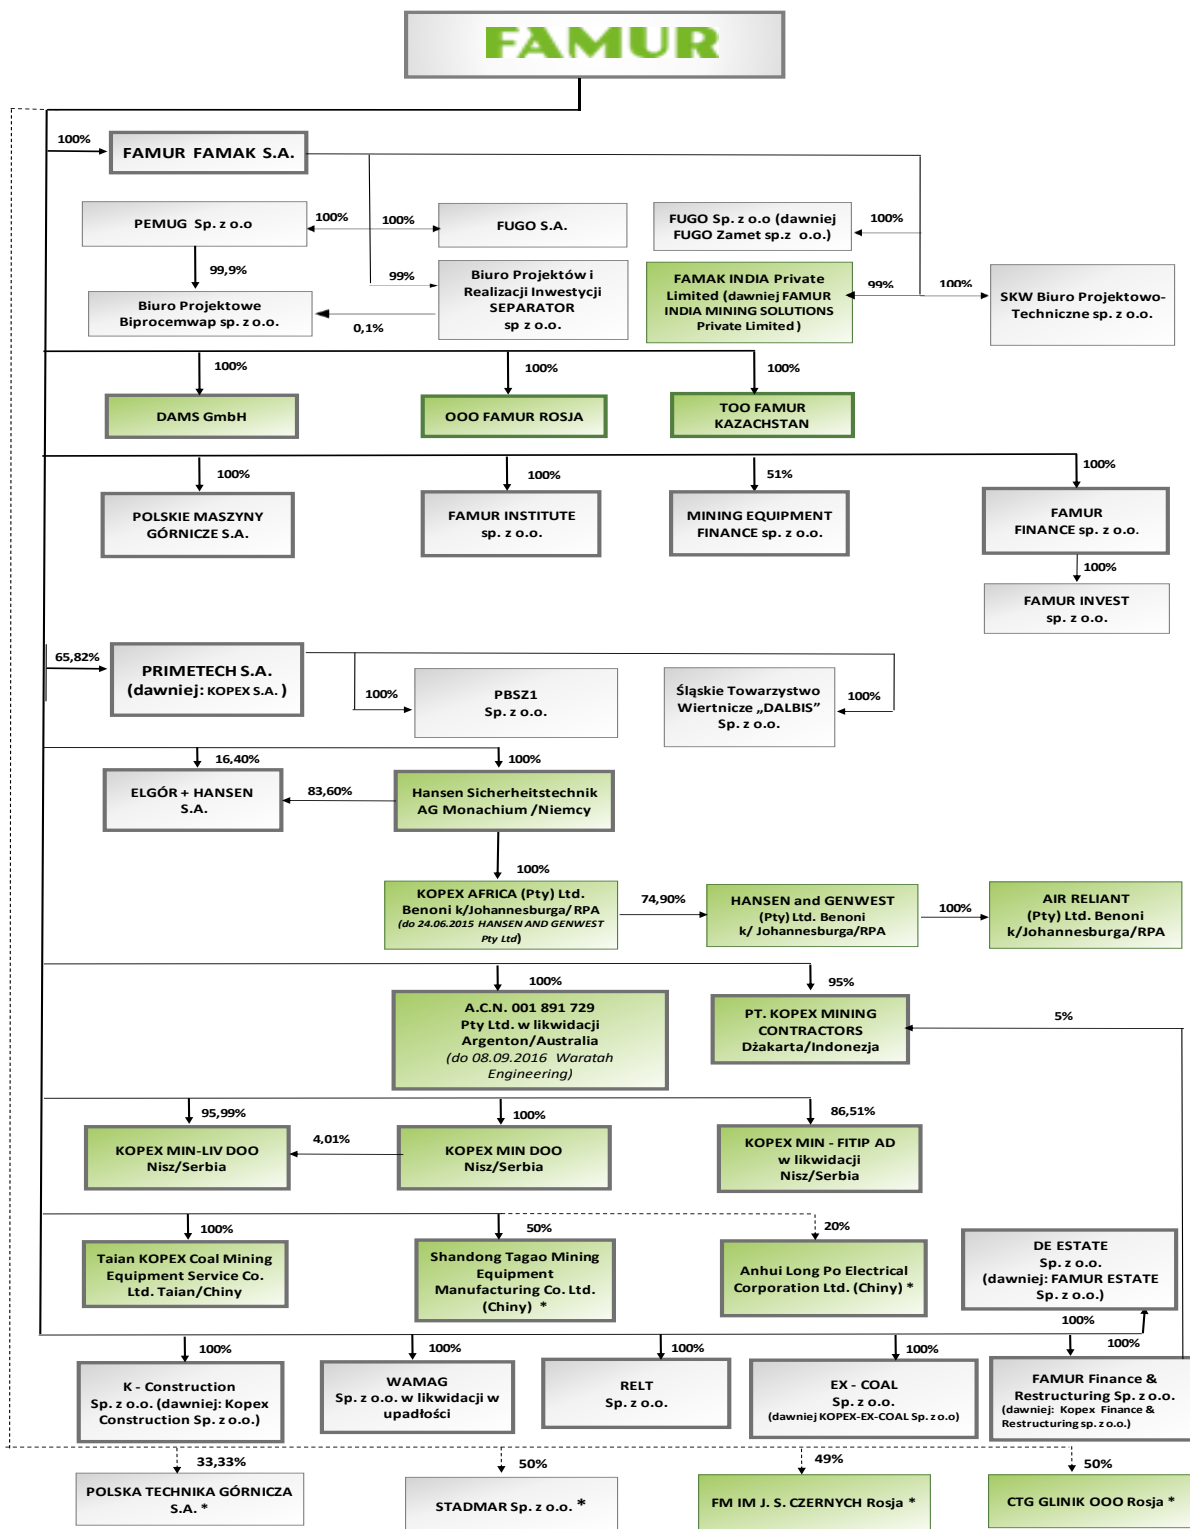 FAMUR
100%
FAMUR FAMAK S.A.
PEMUG Sp. z o.o
100%
100%
FUGO S.A.
FUGO Sp. z o.o (dawniej
FUGO Zamet sp.z o.o.)
100%
99,9%
99%
Biuro Projektów i
Realizacji Inwestycji
SEPARATOR
sp z o.o.
FAMAK INDIA Private
Limited (dawniej FAMUR
INDIA MINING SOLUTIONS
Private Limited )
99%
100%
SKW Biuro Projektowo-
Techniczne sp. z o.o.
Biuro Projektowe
Biprocemwap sp. z o.o.
0,1%
100%
100%
100%
DAMS GmbH
OOO FAMUR ROSJA
TOO FAMUR
KAZACHSTAN
100%
100%
51%
100%
POLSKIE MASZYNY
GÓRNICZE S.A.
FAMUR INSTITUTE
sp. z o.o.
MINING EQUIPMENT
FINANCE sp. z o.o.
FAMUR
FINANCE sp. z o.o.
100%
FAMUR INVEST
sp. z o.o.
65,82%
PRIMETECH S.A.
(dawniej: KOPEX S.A. )
100%
PBSZ1
Sp. z o.o.
Śląskie Towarzystwo
Wiertnicze „DALBIS”
Sp. z o.o.
100%
16,40%
100%
ELGÓR + HANSEN
S.A.
83,60%
Hansen Sicherheitstechnik
AG Monachium /Niemcy
100%
KOPEX AFRICA (Pty) Ltd.
Benoni k/Johannesburga/RPA
(do 24.06.2015 HANSEN AND GENWEST
Pty Ltd)
74,90%
HANSEN and GENWEST
(Pty) Ltd. Benoni
k/ Johannesburga/RPA
100%
AIR RELIANT
(Pty) Ltd. Benoni
k/Johannesburga/RPA
100%
95%
A.C.N. 001 891 729
Pty Ltd. w likwidacji
Argenton/Australia
(do 08.09.2016 Waratah
Engineering)
PT. KOPEX MINING
CONTRACTORS
Dżakarta/Indonezja
5%
95,99%
100%
86,51%
KOPEX MIN-LIV DOO
Nisz/Serbia
4,01%
KOPEX MIN DOO
Nisz/Serbia
KOPEX MIN - FITIP AD
w likwidacji
Nisz/Serbia
100%
50%
20%
Taian KOPEX Coal Mining
Equipment Service Co.
Ltd. Taian/Chiny
Shandong Tagao Mining
Equipment
Manufacturing Co. Ltd.
(Chiny) *
Anhui Long Po Electrical
Corporation Ltd. (Chiny) *
DE ESTATE
Sp. z o.o.
(dawniej: FAMUR ESTATE
Sp. z o.o.)
100%
100%
100%
100%
100%
100%
K - Construction
Sp. z o.o. (dawniej: Kopex
Construction Sp. z o.o.)
WAMAG
Sp. z o.o. w likwidacji w
upadłości
RELT
Sp. z o.o.
EX - COAL
Sp. z o.o.
(dawniej KOPEX-EX-COAL Sp. z o.o)
FAMUR Finance &
Restructuring Sp. z o.o.
(dawniej: Kopex Finance &
Restructuring sp. z o.o.)
33,33%
50%
49%
50%
POLSKA TECHNIKA GÓRNICZA
S.A. *
STADMAR Sp. z o.o. *
FM IM J. S. CZERNYCH Rosja *
CTG GLINIK OOO Rosja *